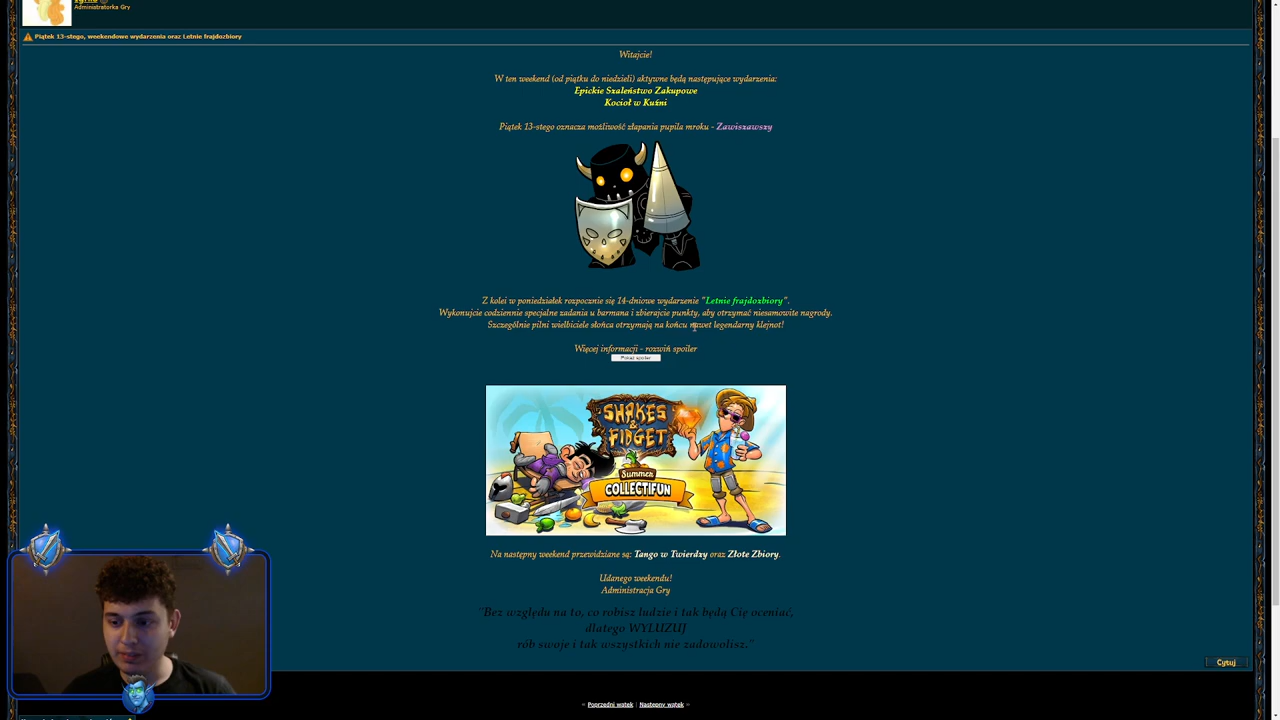 Administratorka Gry
Piątek 13-stego, weekendowe wydarzenia oraz Letnie frajdozbiory
Witajcie!
W ten weekend (od piątku do niedzieli) aktywne będą następujące wydarzenia:
Epickie Szaleństwo Zakupowe
Kocioł w Kuźni
Piątek 13-stego oznacza możliwość złapania pupila mroku - Zawiszawszy
Z kolei w poniedziałek rozpocznie się 14-dniowe wydarzenie "Letnie frajdozbiory".
Wykonujcie codziennie specjalne zadania u barmana i zbierajcie punkty, aby otrzymać niesamowite nagrody.
Szczególnie pilni wielbiciele słońca otrzymają na końcu nawet legendarny klejnot!
Więcej informacji - rozwiń spoiler
Pokaż spoiler
SHAKES & FIDGET
Summer
COLLECTIFUN
Na następny weekend przewidziane są: Tango w Twierdzy oraz Złote Zbiory.
Udanego weekendu!
Administracja Gry
"Bez względu na to, co robisz ludzie i tak będą Cię oceniać,
dlatego WYLUZUJ
rób swoje i tak wszystkich nie zadowolisz."
Cytuj
« Poprzedni wątek | Następny wątek »